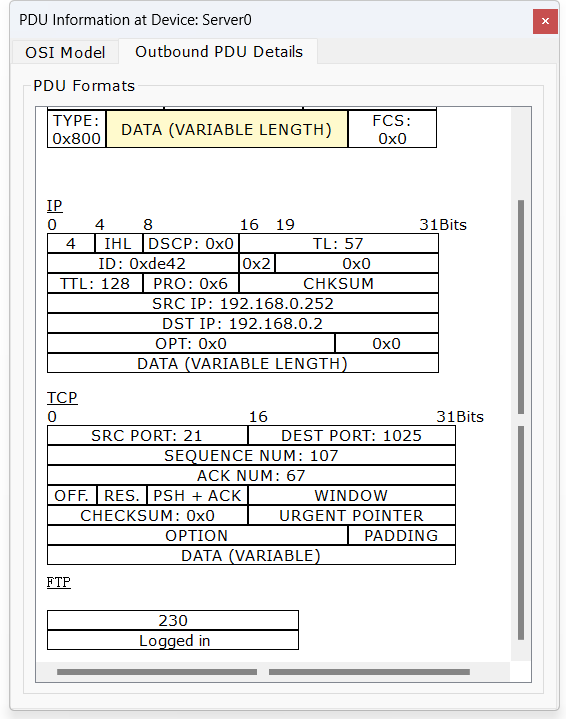 PDU Information at Device: Server0
OSI Model Outbound PDU Details
PDU Formats
TYPE: 0x800 DATA (VARIABLE LENGTH) FCS: 0x0
IP
0 4 8 16 19 31Bits
4 IHL DSCP: 0x0 TL: 57
ID: 0xde42 0x2 0x0
TTL: 128 PRO: 0x6 CHKSUM
SRC IP: 192.168.0.252
DST IP: 192.168.0.2
OPT: 0x0 0x0
DATA (VARIABLE LENGTH)
TCP
0 16 31Bits
SRC PORT: 21 DEST PORT: 1025
SEQUENCE NUM: 107
ACK NUM: 67
OFF. RES. PSH + ACK WINDOW
CHECKSUM: 0x0 URGENT POINTER
OPTION PADDING
DATA (VARIABLE)
FTP
230
Logged in